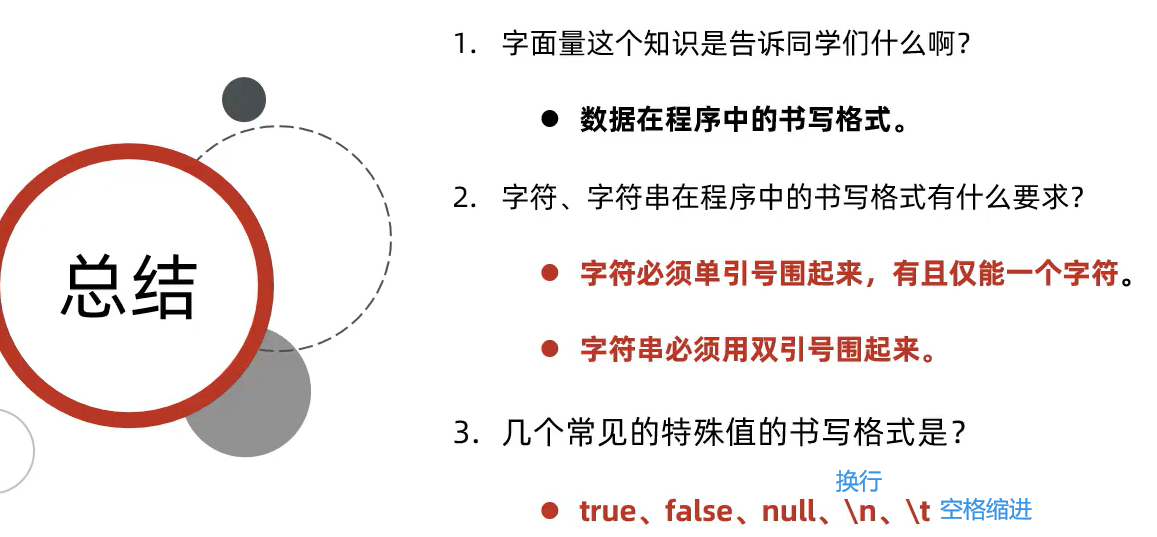 总结
1. 字面量这个知识是告诉同学们什么啊？
● 数据在程序中的书写格式。
2. 字符、字符串在程序中的书写格式有什么要求？
● 字符必须单引号围起来，有且仅能一个字符。
● 字符串必须用双引号围起来。
3. 几个常见的特殊值的书写格式是？
换行
● true、false、null、\n、\t 空格缩进